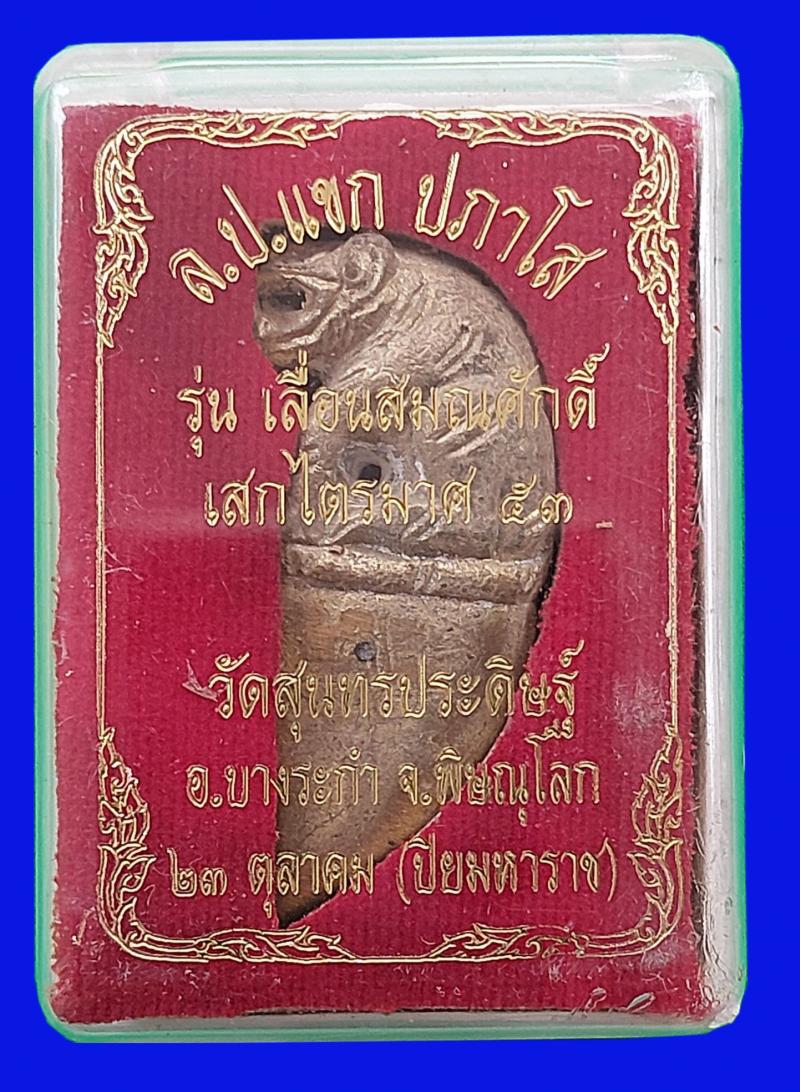 ล.ป.แขก ปภาโส
รุ่น เลื่อนสมณศักดิ์
เสกไตรมาศ ๕๓
วัดสุนทรประดิษฐ์
อ.บางระกำ จ.พิษณุโลก
๒๓ ตุลาคม (ปิยมหาราช)